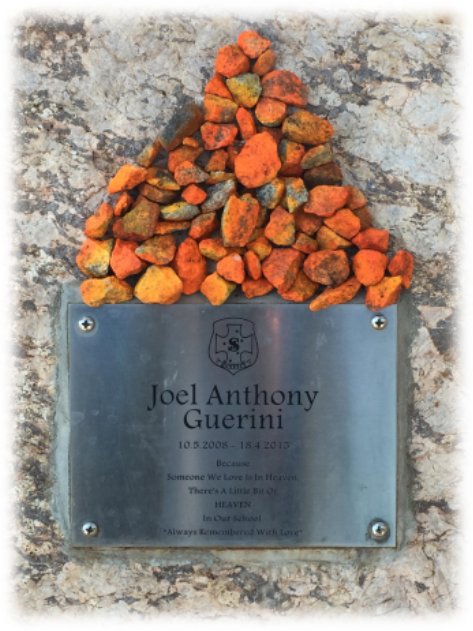 Joel Anthony
Guerini
10.5.2008 - 18.4.2015
Because
Someone We Love Is In Heaven
There's A Little Bit Of
HEAVEN
In Our School
"Always Remembered With Love"